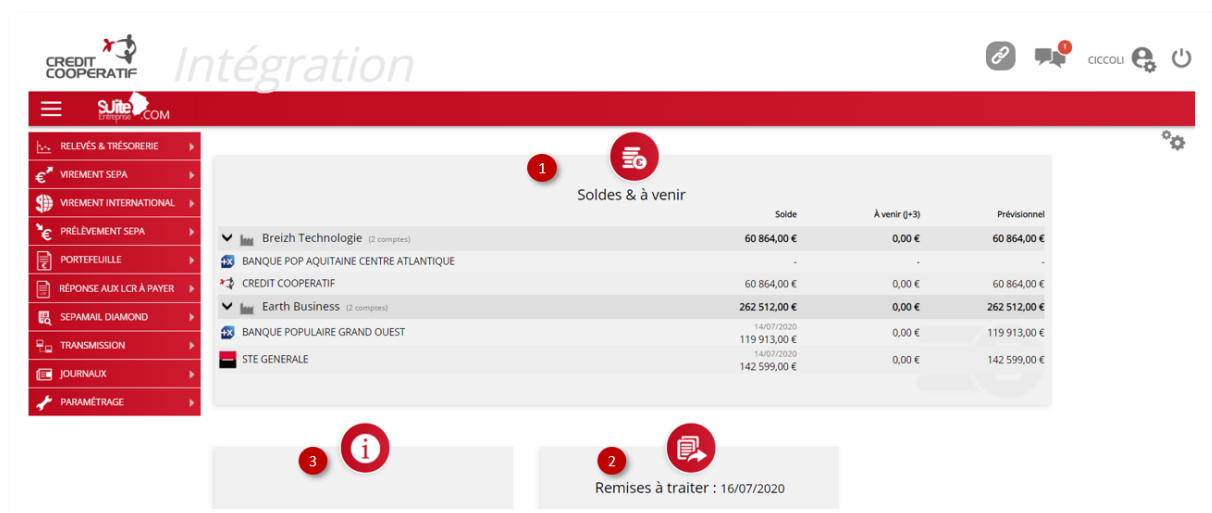 CREDIT
COOPERATIF
Intégration
1
CICCOLI
SUite
Entreprise .COM
RELEVÉS & TRÉSORERIE
VIREMENT SEPA
VIREMENT INTERNATIONAL
PRÉLÈVEMENT SEPA
PORTEFEUILLE
RÉPONSE AUX LCR À PAYER
SEPAMAIL DIAMOND
TRANSMISSION
JOURNAUX
PARAMÉTRAGE
1
Soldes & à venir
Solde À venir (J+3) Prévisionnel
Breizh Technologie (2 comptes) 60 864,00 € 0,00 € 60 864,00 €
BANQUE POP AQUITAINE CENTRE ATLANTIQUE - - -
CREDIT COOPERATIF 60 864,00 € 0,00 € 60 864,00 €
Earth Business (2 comptes) 262 512,00 € 0,00 € 262 512,00 €
14/07/2020
BANQUE POPULAIRE GRAND OUEST 119 913,00 € 0,00 € 119 913,00 €
14/07/2020
STE GENERALE 142 599,00 € 0,00 € 142 599,00 €
3
i
2
Remises à traiter : 16/07/2020